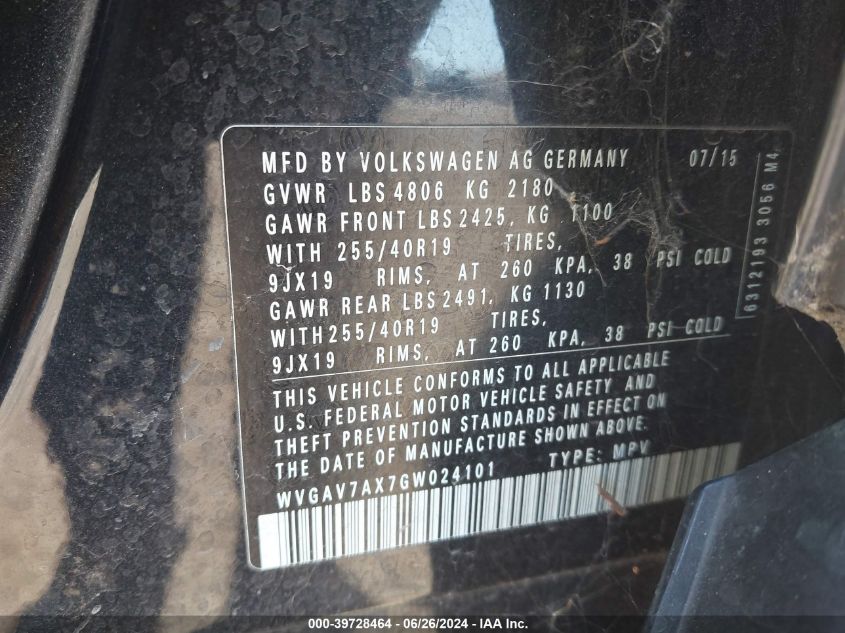 MFD BY VOLKSWAGEN AG GERMANY 07/15
GVWR LBS 4806 KG 2180
GAWR FRONT LBS 2425, KG 1100
WITH 255/40R19 TIRES,
9JX19 RIMS, AT 260 KPA, 38 PSI COLD
GAWR REAR LBS 2491, KG 1130
WITH 255/40R19 TIRES,
9JX19 RIMS, AT 260 KPA, 38 PSI COLD
THIS VEHICLE CONFORMS TO ALL APPLICABLE
U.S. FEDERAL MOTOR VEHICLE SAFETY AND
THEFT PREVENTION STANDARDS IN EFFECT ON
THE DATE OF MANUFACTURE SHOWN ABOVE.
WVGAV7AX7GW024101 TYPE: MPV
6312193 3056 M4
000-39728464 - 06/26/2024 - IAA Inc.